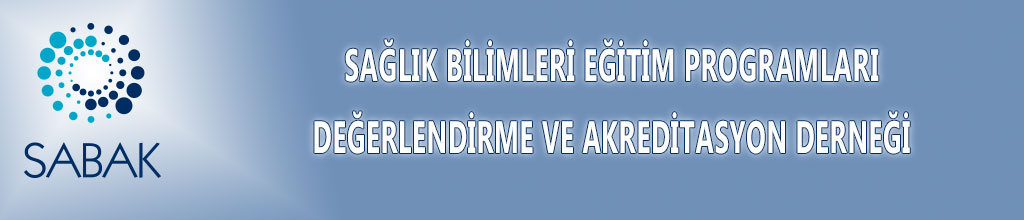 SABAK
SAĞLIK BİLİMLERİ EĞİTİM PROGRAMLARI
DEĞERLENDİRME VE AKREDİTASYON DERNEĞİ